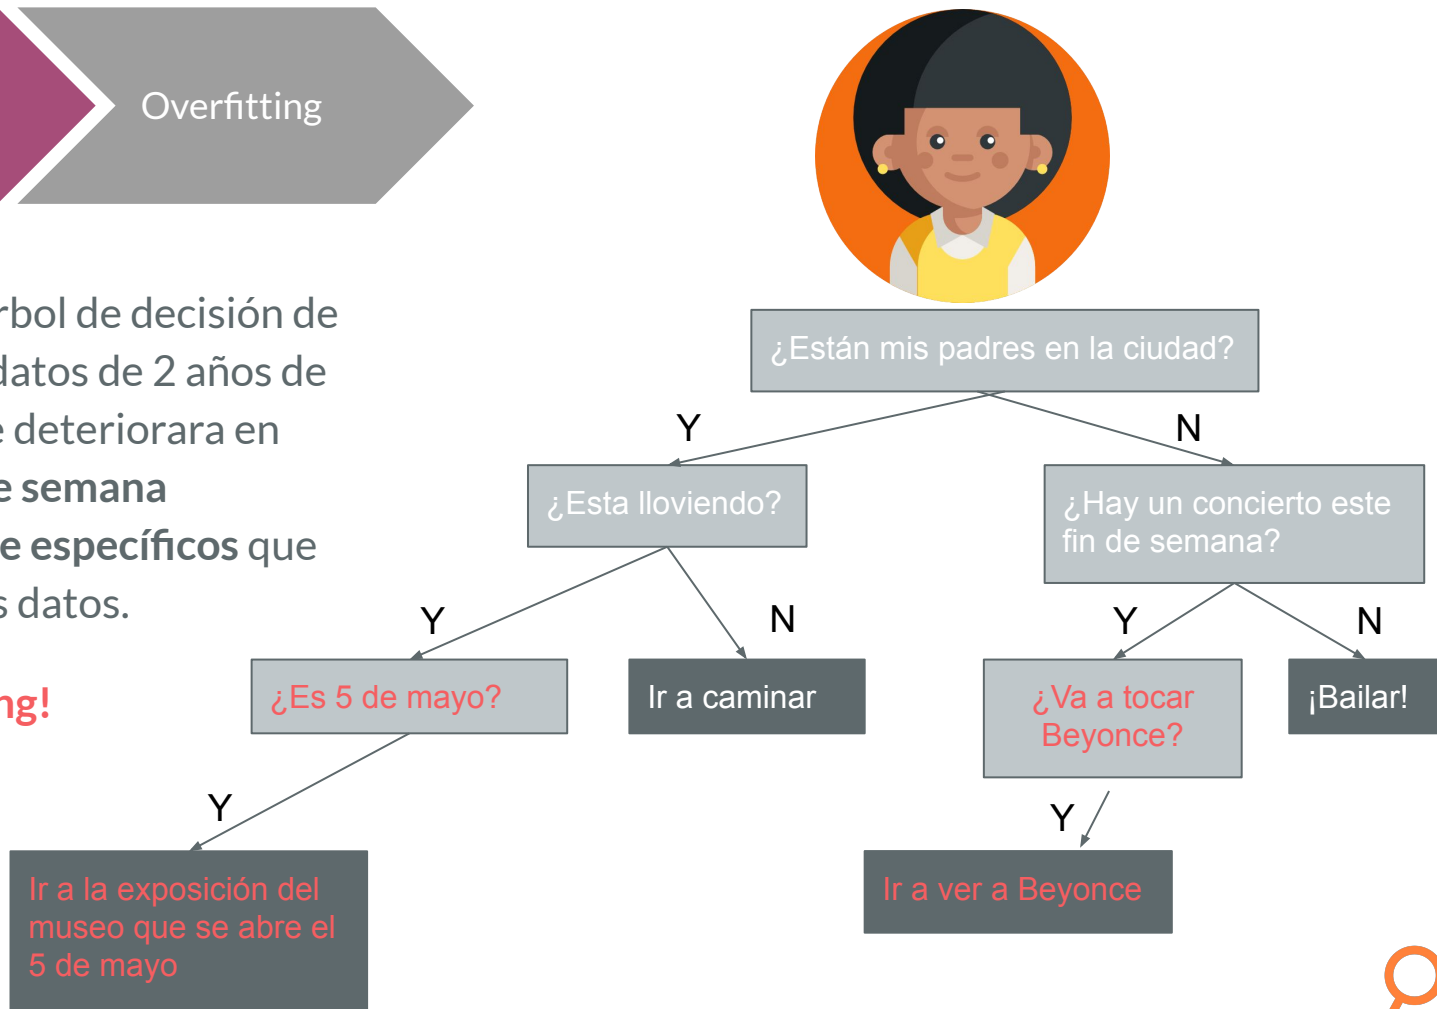 Overfitting
rbol de decisión de
datos de 2 años de
e deteriorara en
e semana
e específicos que
s datos.
ng!
¿Están mis padres en la ciudad?
Y
N
¿Esta lloviendo?
¿Hay un concierto este
fin de semana?
Y
N
Y
N
¿Es 5 de mayo?
Ir a caminar
¿Va a tocar
Beyonce?
¡Bailar!
Y
Y
Ir a la exposición del
museo que se abre el
5 de mayo
Ir a ver a Beyonce